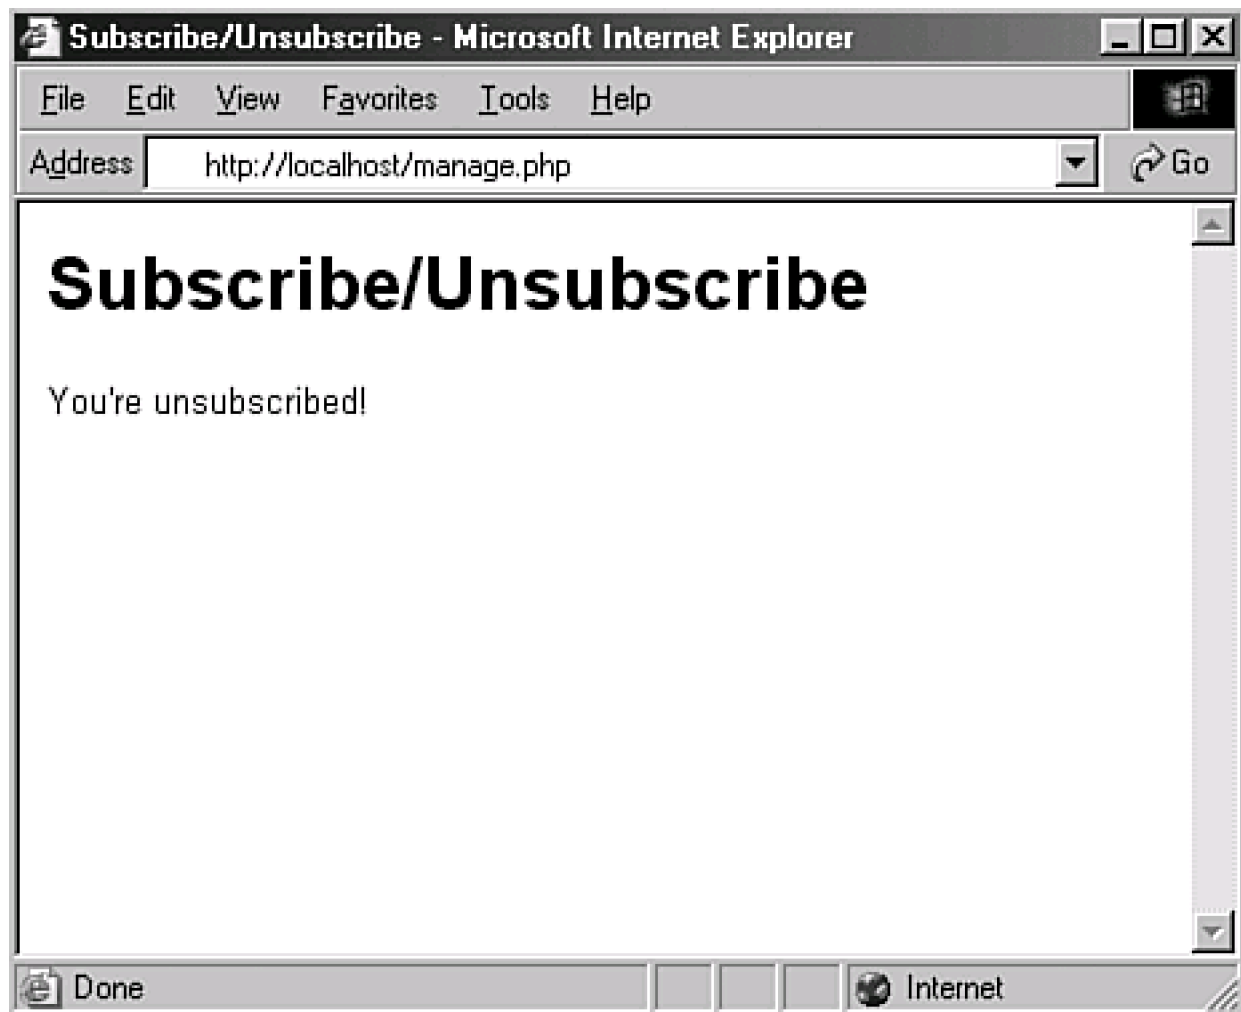 Subscribe/Unsubscribe - Microsoft Internet Explorer
File Edit View Favorites Tools Help
Address http://localhost/manage.php Go
Subscribe/Unsubscribe
You're unsubscribed!
Done Internet